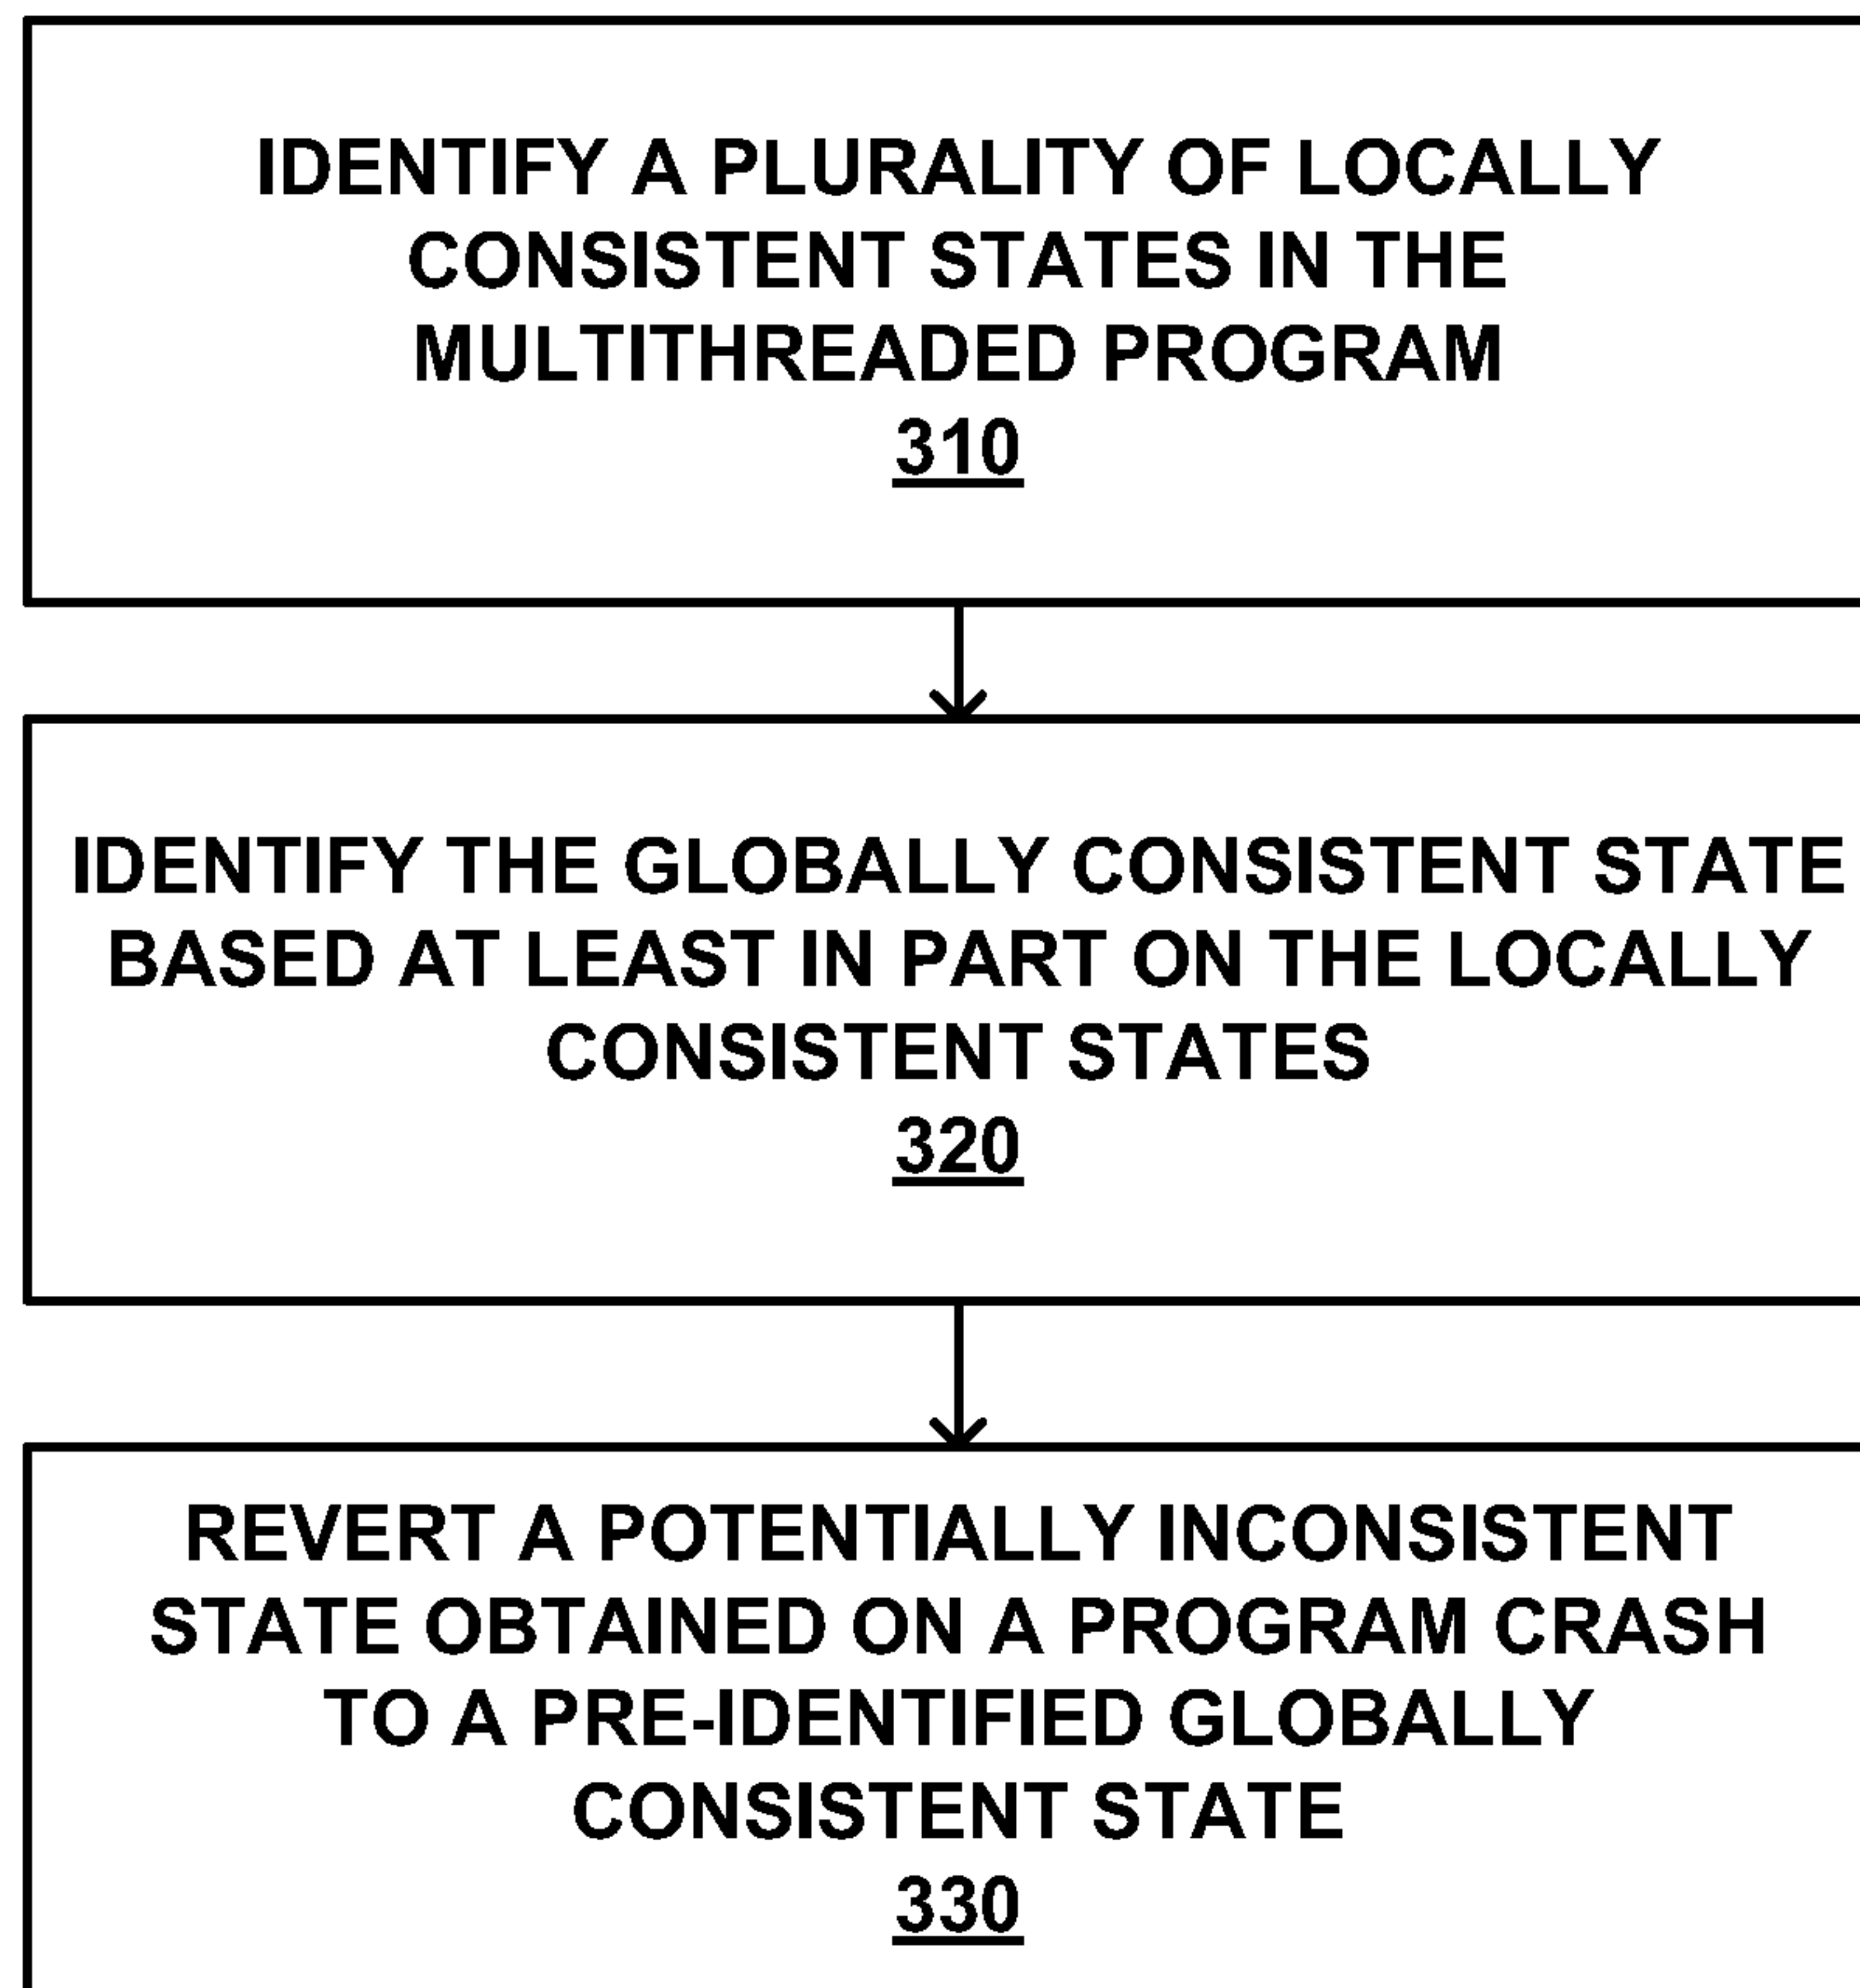 IDENTIFY A PLURALITY OF LOCALLY
CONSISTENT STATES IN THE
MULTITHREADED PROGRAM
310
IDENTIFY THE GLOBALLY CONSISTENT STATE
BASED AT LEAST IN PART ON THE LOCALLY
CONSISTENT STATES
320
REVERT A POTENTIALLY INCONSISTENT
STATE OBTAINED ON A PROGRAM CRASH
TO A PRE-IDENTIFIED GLOBALLY
CONSISTENT STATE
330